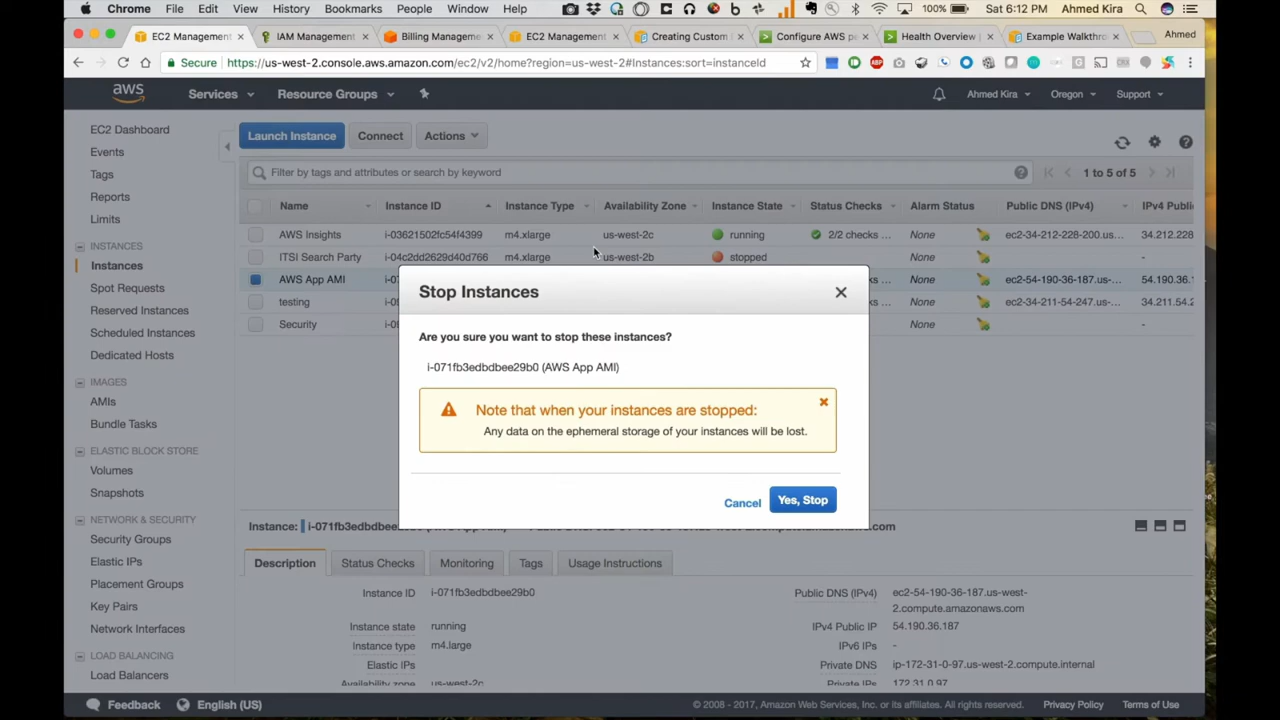 Chrome File Edit View History Bookmarks People Window Help 100% Sat 6:12 PM Ahmed Kira
EC2 Management IAM Management Billing Manageme EC2 Management Creating Custom Configure AWS p Health Overview Example Walkthro Ahmed
Secure https://us-west-2.console.aws.amazon.com/ec2/v2/home?region=us-west-2#Instances:sort=instanceId
aws Services Resource Groups Ahmed Kira Oregon Support
EC2 Dashboard
Events
Tags
Reports
Limits
INSTANCES
Instances
Spot Requests
Reserved Instances
Scheduled Instances
Dedicated Hosts
IMAGES
AMIs
Bundle Tasks
ELASTIC BLOCK STORE
Volumes
Snapshots
NETWORK & SECURITY
Security Groups
Elastic IPs
Placement Groups
Key Pairs
Network Interfaces
LOAD BALANCING
Load Balancers
Launch Instance Connect Actions
Filter by tags and attributes or search by keyword 1 to 5 of 5
Name Instance ID Instance Type Availability Zone Instance State Status Checks Alarm Status Public DNS (IPv4) IPv4 Publi
AWS Insights i-03621502fc54f4399 m4.xlarge us-west-2c running 2/2 checks ... None ec2-34-212-228-200.us... 34.212.228
ITSI Search Party i-04c2dd2629d40d766 m4.xlarge us-west-2b stopped None -
AWS App AMI i-0 ... None ec2-54-190-36-187.us-... 54.190.36.1
testing i-0 ... None ec2-34-211-54-247.us-... 34.211.54.2
Security i-0 None -
Stop Instances
Are you sure you want to stop these instances?
i-071fb3edbdbee29b0 (AWS App AMI)
Note that when your instances are stopped:
Any data on the ephemeral storage of your instances will be lost.
Cancel Yes, Stop
Instance: i-071fb3edbdbee
Description Status Checks Monitoring Tags Usage Instructions
Instance ID i-071fb3edbdbee29b0
Instance state running
Instance type m4.large
Elastic IPs
Availability zone us-west-2c
Public DNS (IPv4) ec2-54-190-36-187.us-west-
2.compute.amazonaws.com
IPv4 Public IP 54.190.36.187
IPv6 IPs -
Private DNS ip-172-31-0-97.us-west-2.compute.internal
Private IPs 172.31.0.97
Feedback English (US) © 2008 - 2017, Amazon Web Services, Inc. or its affiliates. All rights reserved. Privacy Policy Terms of Use